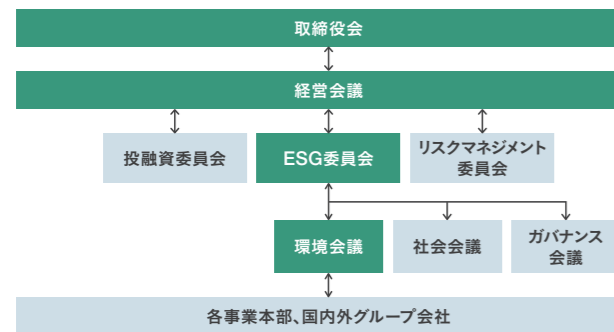 取締役会
経営会議
投融資委員会
ESG委員会
リスクマネジメント
委員会
環境会議
社会会議
ガバナンス
会議
各事業本部、国内外グループ会社